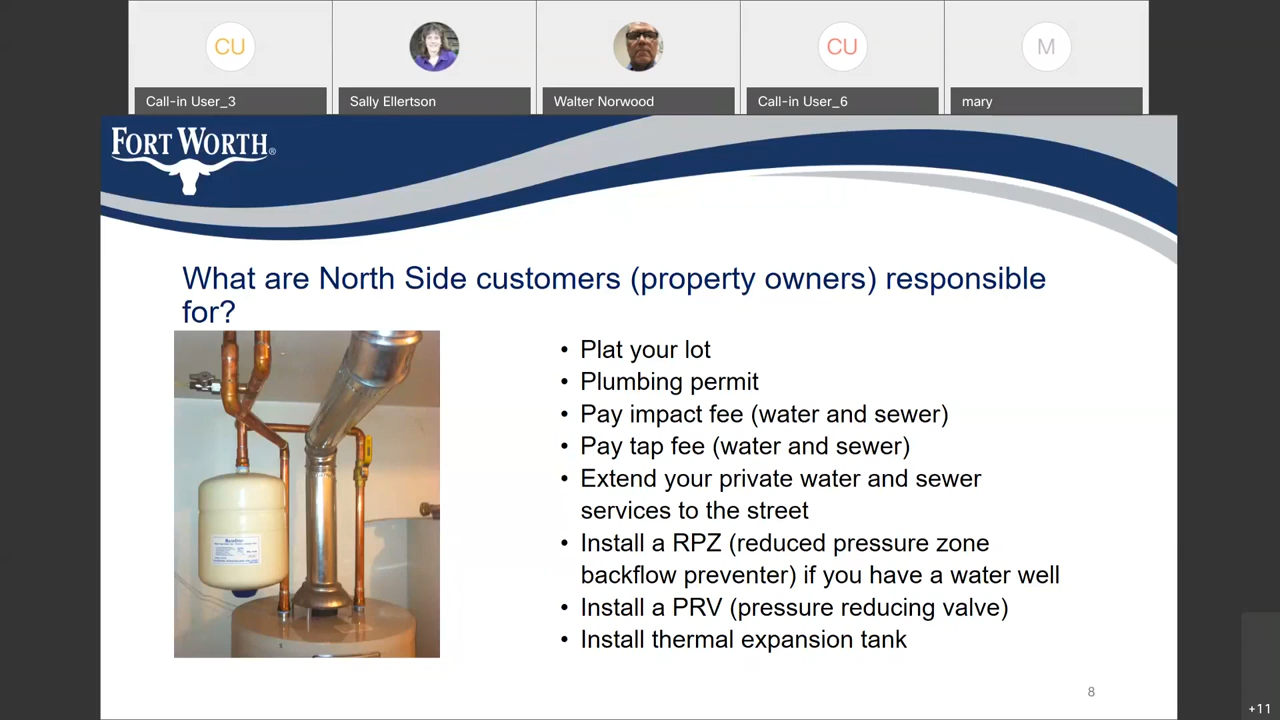 CU
CU
M
Call-in User_3
Sally Ellertson
Walter Norwood
Call-in User_6
mary
FORT WORTH®
What are North Side customers (property owners) responsible
for?
• Plat your lot
• Plumbing permit
• Pay impact fee (water and sewer)
• Pay tap fee (water and sewer)
• Extend your private water and sewer
services to the street
• Install a RPZ (reduced pressure zone
backflow preventer) if you have a water well
• Install a PRV (pressure reducing valve)
• Install thermal expansion tank
8
+11